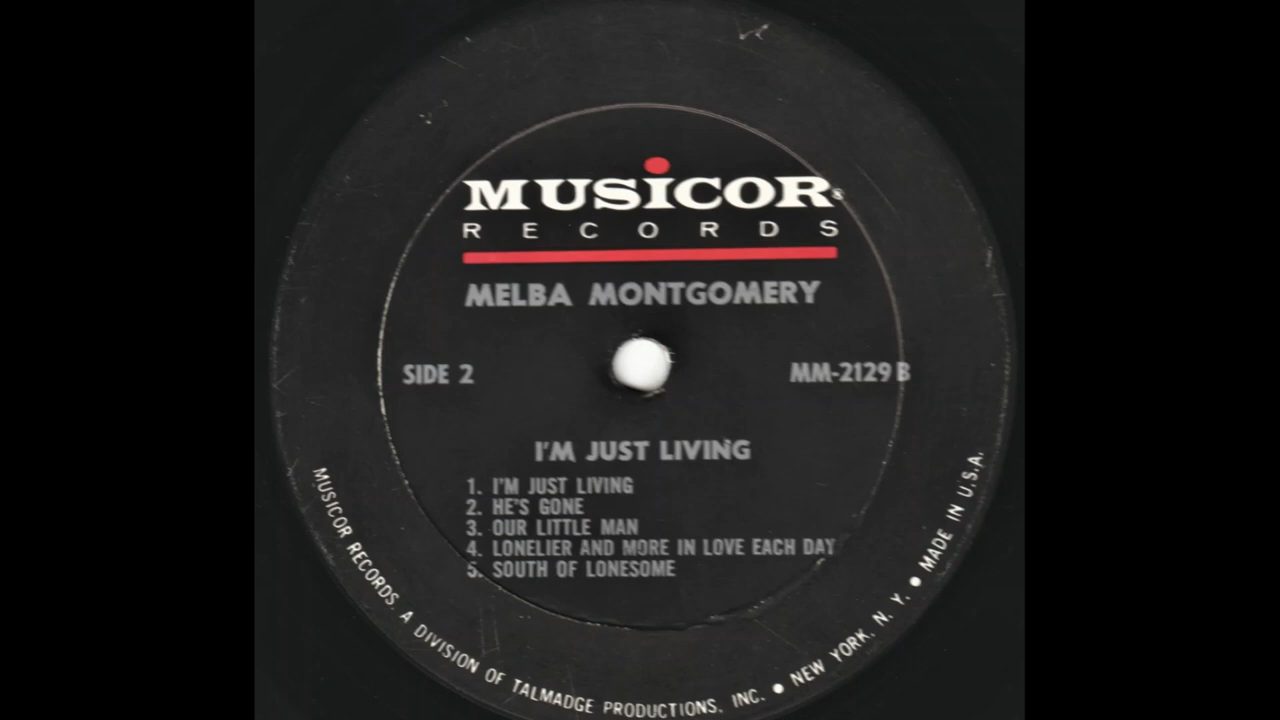 MUSICOR®
RECORDS
MELBA MONTGOMERY
SIDE 2
MM-2129 B
I'M JUST LIVING
1. I'M JUST LIVING
2. HE'S GONE
3. OUR LITTLE MAN
4. LONELIER AND MORE IN LOVE EACH DAY
5. SOUTH OF LONESOME
MUSICOR RECORDS, A DIVISION OF TALMADGE PRODUCTIONS, INC. ● NEW YORK, N. Y. ● MADE IN U.S.A.